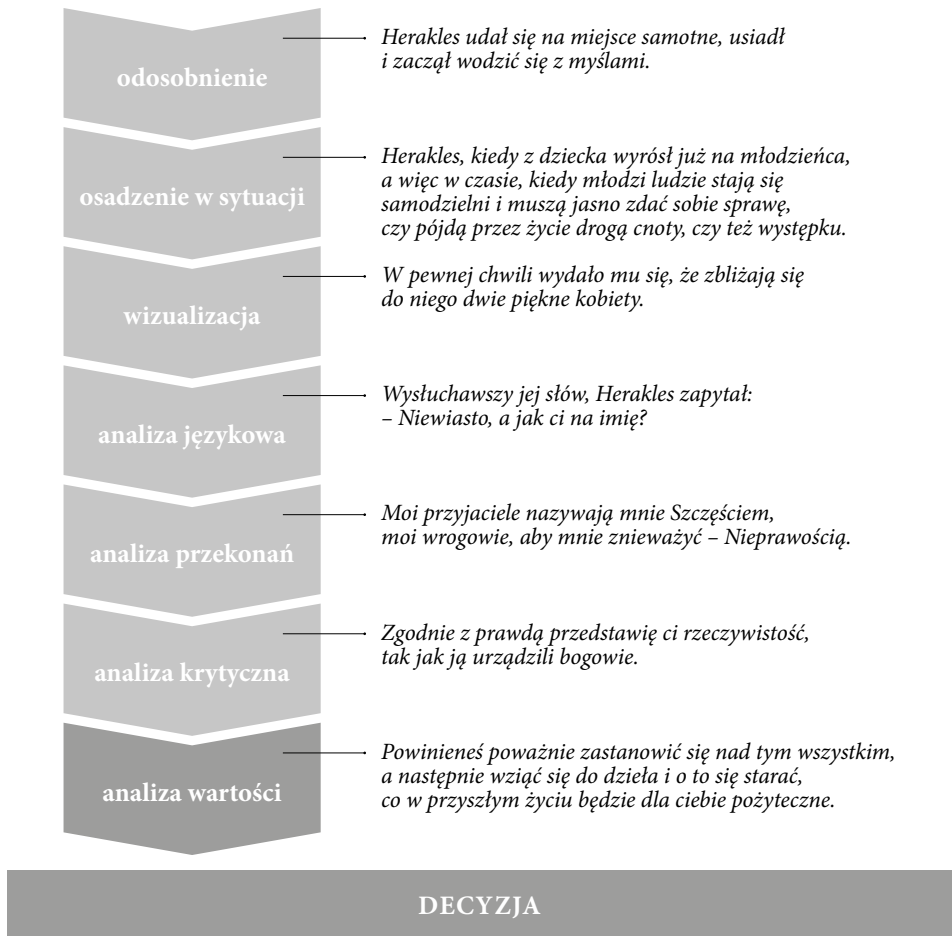 odosobnienie
Herakles udał się na miejsce samotne, usiadł
i zaczął wodzić się z myślami.
osadzenie w sytuacji
Herakles, kiedy z dziecka wyrósł już na młodzieńca,
a więc w czasie, kiedy młodzi ludzie stają się
samodzielni i muszą jasno zdać sobie sprawę,
czy pójdą przez życie drogą cnoty, czy też występku.
wizualizacja
W pewnej chwili wydało mu się, że zbliżają się
do niego dwie piękne kobiety.
analiza językowa
Wysłuchawszy jej słów, Herakles zapytał:
– Niewiasto, a jak ci na imię?
analiza przekonań
Moi przyjaciele nazywają mnie Szczęściem,
moi wrogowie, aby mnie znieważyć – Nieprawością.
analiza krytyczna
Zgodnie z prawdą przedstawię ci rzeczywistość,
tak jak ją urządzili bogowie.
analiza wartości
Powinieneś poważnie zastanowić się nad tym wszystkim,
a następnie wziąć się do dzieła i o to się starać,
co w przyszłym życiu będzie dla ciebie pożyteczne.
DECYZJA